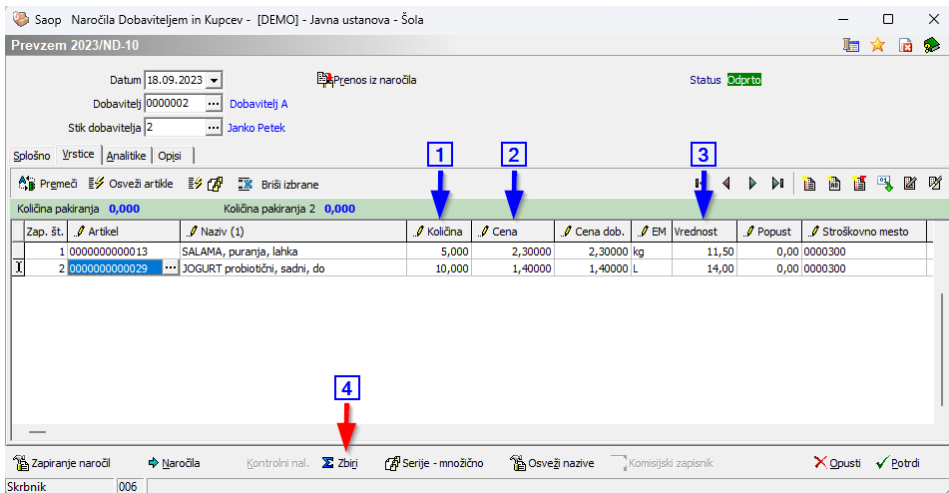 Saop Naročila Dobaviteljem in Kupcev - [DEMO] - Javna ustanova - Šola
Prevzem 2023/ND-10
Datum 18.09.2023 Prenos iz naročila Status Odprto
Dobavitelj 0000002 ... Dobavitelj A
Stik dobavitelja 2 ... Janko Petek
Splošno Vrstice Analitike Opisi
1 2 3
Premeči Osveži artikle Briši izbrane
Količina pakiranja 0,000 Količina pakiranja 2 0,000
Zap. št. Artikel Naziv (1) Količina Cena Cena dob. EM Vrednost Popust Stroškovno mesto
1 0000000000013 SALAMA, puranja, lahka 5,000 2,30000 2,30000 kg 11,50 0,00 0000300
2 0000000000029 ... JOGURT probiotični, sadni, do 10,000 1,40000 1,40000 L 14,00 0,00 0000300
4
Zapiranje naročil Naročila Kontrolni nal. Zbiri Serije - množično Osveži nazive Komisijski zapisnik Opusti Potrdi
Skrbnik 006